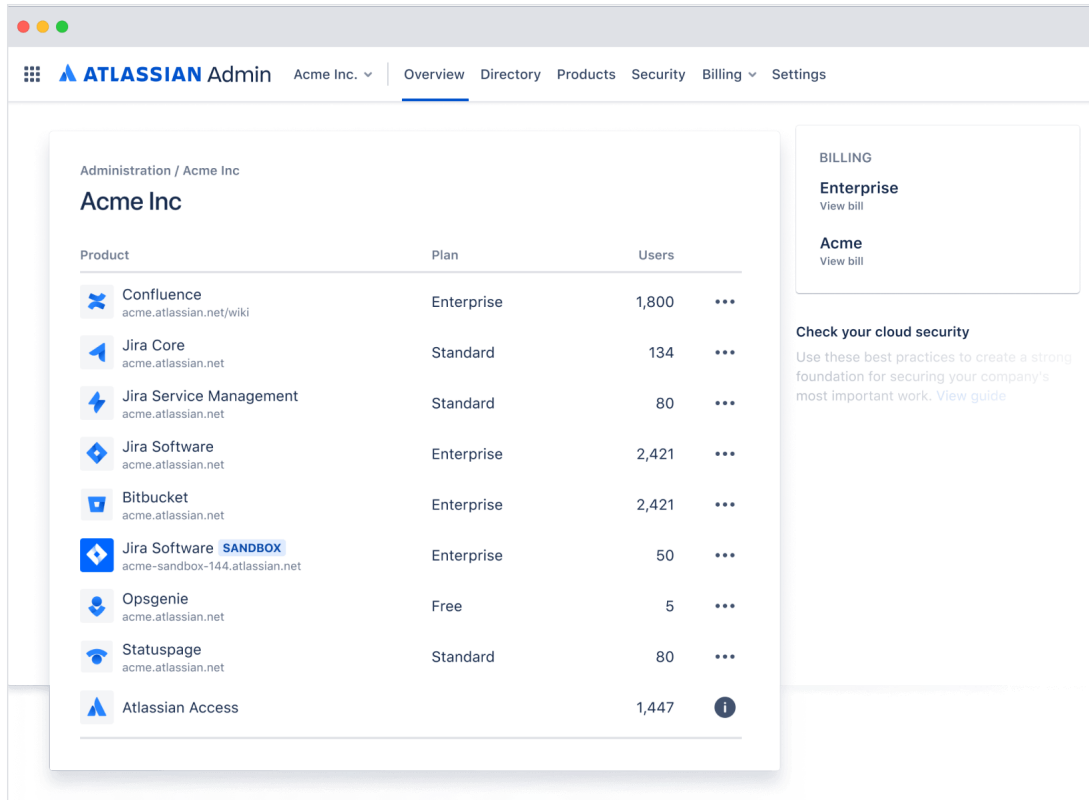 ATLASSIAN Admin Acme Inc. Overview Directory Products Security Billing Settings
Administration / Acme Inc
Acme Inc
Product Plan Users
Confluence
acme.atlassian.net/wiki
Enterprise 1,800
Jira Core
acme.atlassian.net
Standard 134
Jira Service Management
acme.atlassian.net
Standard 80
Jira Software
acme.atlassian.net
Enterprise 2,421
Bitbucket
acme.atlassian.net
Enterprise 2,421
Jira Software SANDBOX
acme-sandbox-144.atlassian.net
Enterprise 50
Opsgenie
acme.atlassian.net
Free 5
Statuspage
acme.atlassian.net
Standard 80
Atlassian Access 1,447 i
BILLING
Enterprise
View bill
Acme
View bill
Check your cloud security
Use these best practices to create a strong
foundation for securing your company's
most important work. View guide